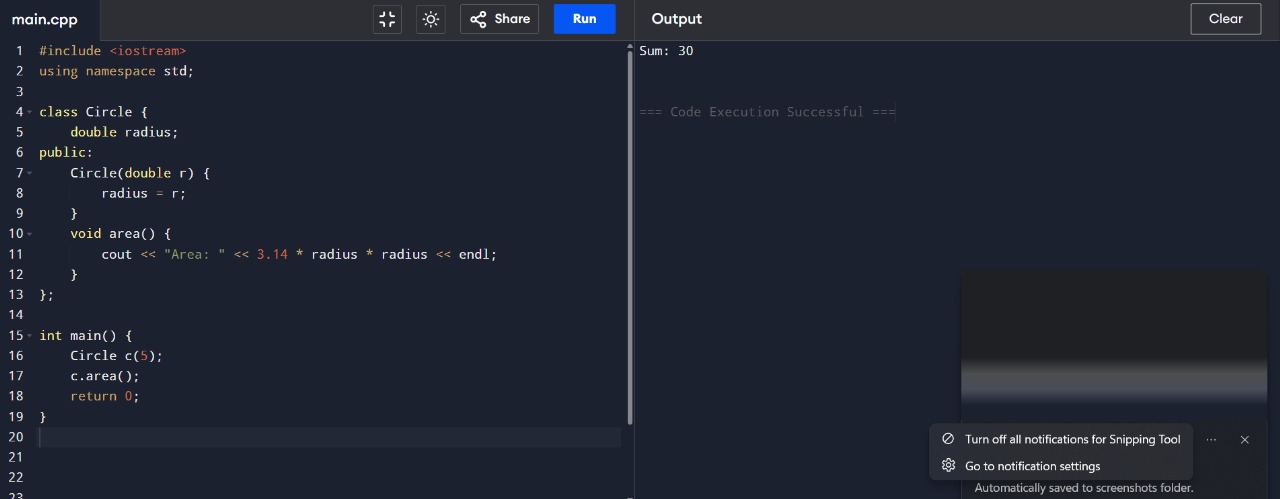 main.cpp
Share
Run
Output
Clear
1 #include <iostream>
2 using namespace std;
3
4 class Circle {
5     double radius;
6 public:
7     Circle(double r) {
8         radius = r;
9     }
10     void area() {
11         cout << "Area: " << 3.14 * radius * radius << endl;
12     }
13 };
14
15 int main() {
16     Circle c(5);
17     c.area();
18     return 0;
19 }
20
21
22
23
Sum: 30
=== Code Execution Successful ===
Turn off all notifications for Snipping Tool
Go to notification settings
Automatically saved to screenshots folder.